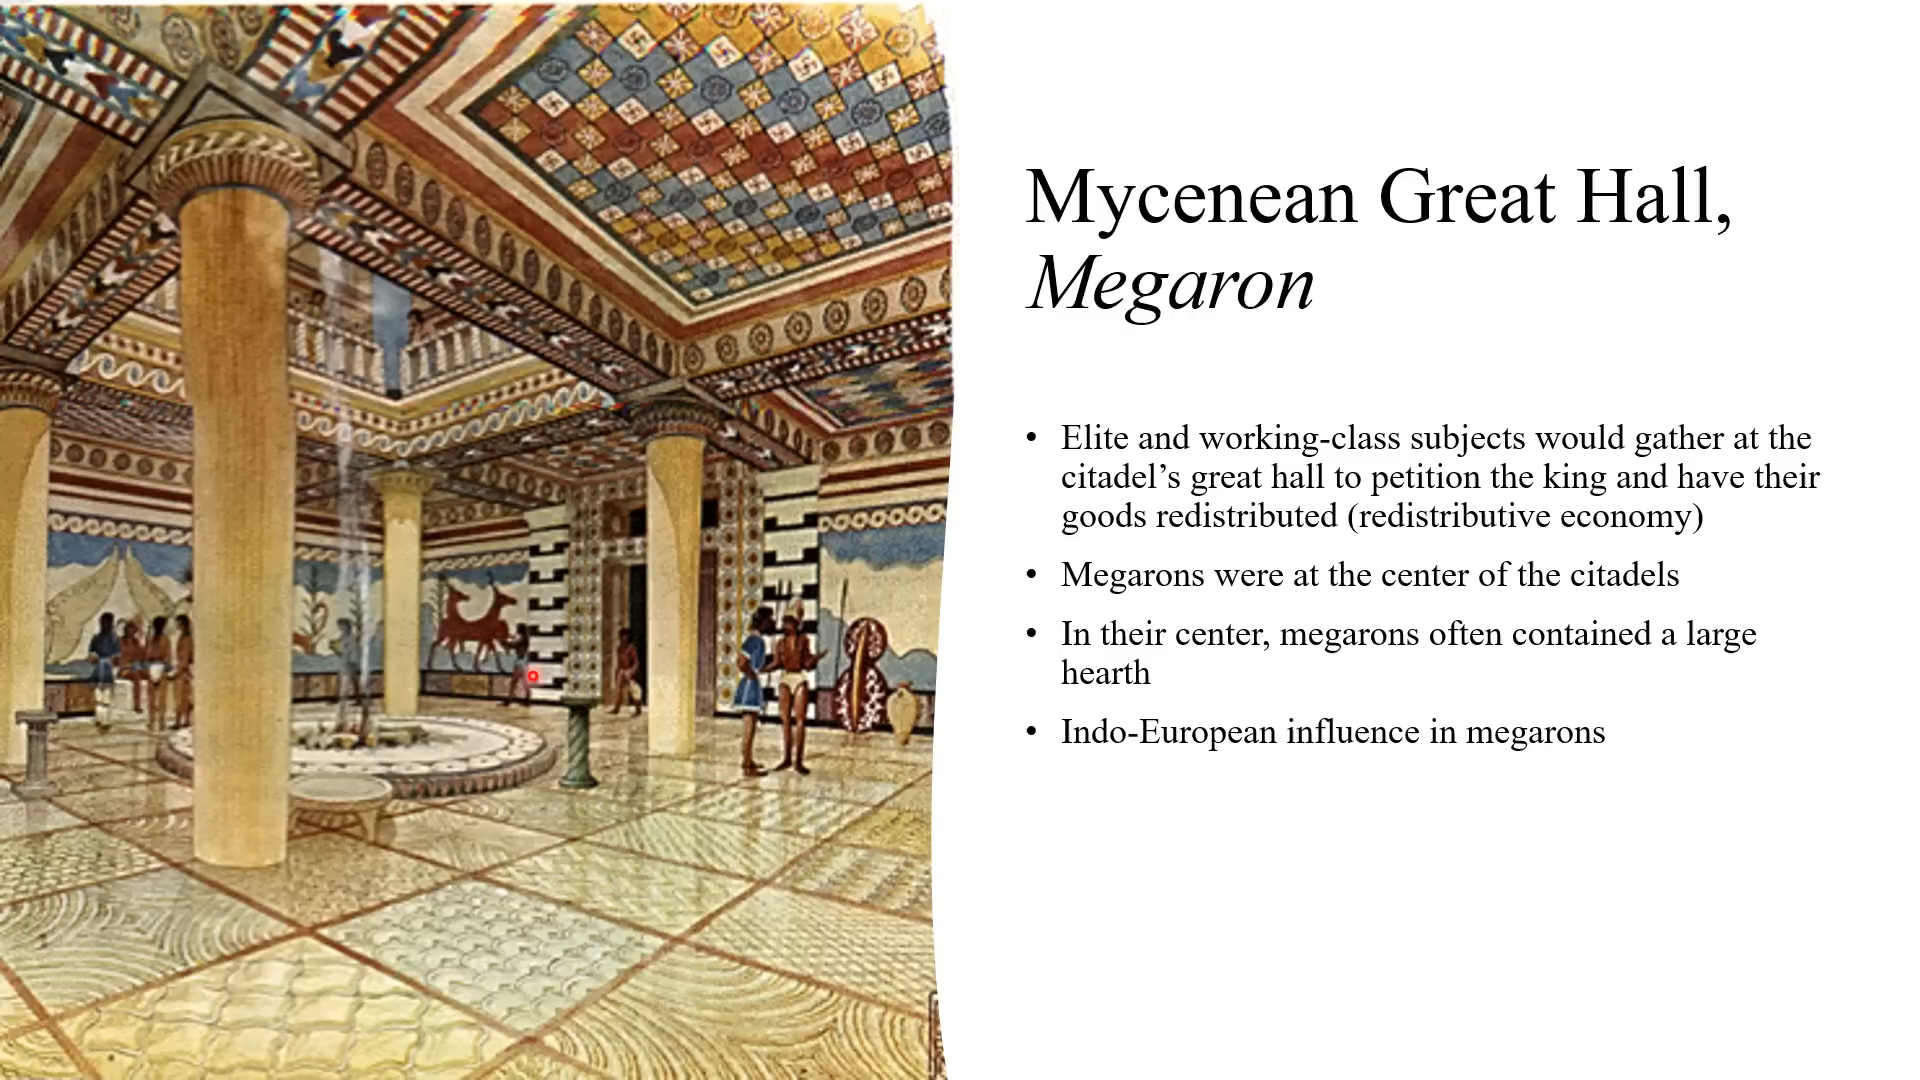 Mycenean Great Hall,
Megaron
• Elite and working-class subjects would gather at the
citadel’s great hall to petition the king and have their
goods redistributed (redistributive economy)
• Megarons were at the center of the citadels
• In their center, megarons often contained a large
hearth
• Indo-European influence in megarons